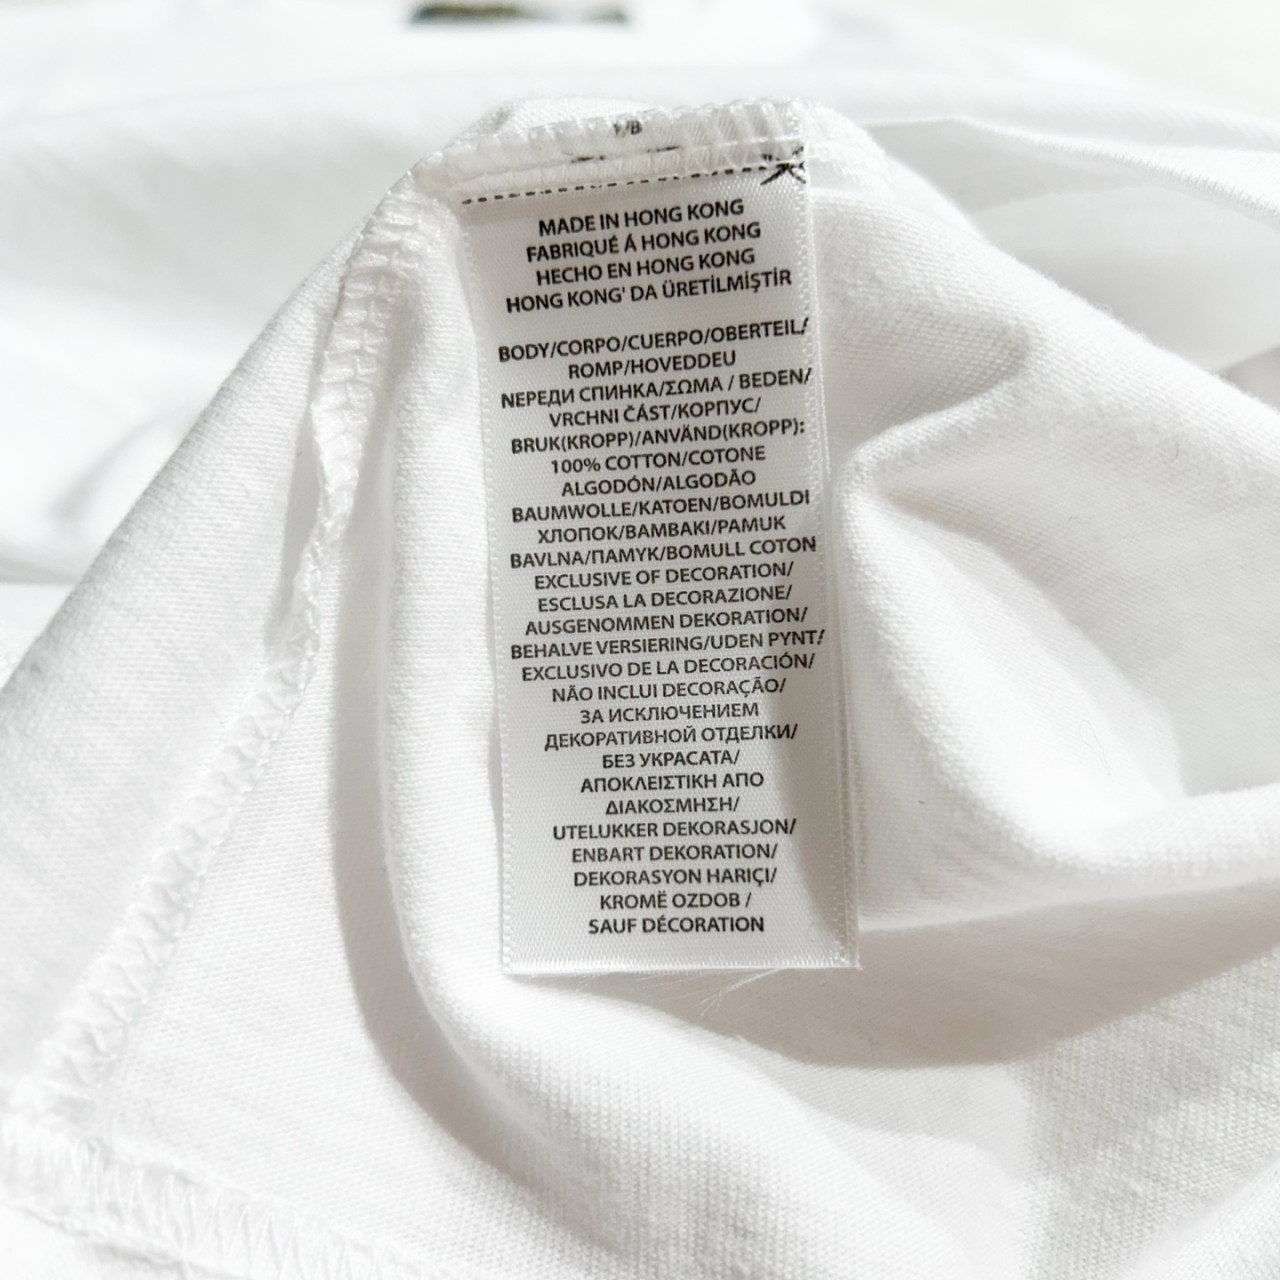 MADE IN HONG KONG
FABRIQUÉ Á HONG KONG
HECHO EN HONG KONG
HONG KONG' DA ÜRETİLMİŞTİR
BODY/CORPO/CUERPO/OBERTEIL/
ROMP/HOVEDDEU
NЕРЕДИ СПИНКА/ΣΩΜΑ / BEDEN/
VRCHNI ČÁST/КОРПУС/
BRUK(KROPP)/ANVÄND(KROPP):
100% COTTON/COTONE
ALGODÓN/ALGODÃO
BAUMWOLLE/KATOEN/BOMULDI
ХЛОПОК/BAMBAKI/PAMUK
BAVLNA/ПАМУК/BOMULL COTON
EXCLUSIVE OF DECORATION/
ESCLUSA LA DECORAZIONE/
AUSGENOMMEN DEKORATION/
BEHALVE VERSIERING/UDEN PYNT/
EXCLUSIVO DE LA DECORACIÓN/
NÃO INCLUI DECORAÇÃO/
ЗА ИСКЛЮЧЕНИЕМ
ДЕКОРАТИВНОЙ ОТДЕЛКИ/
БЕЗ УКРАСАТА/
ΑΠΟΚΛΕΙΣΤΙΚΗ ΑΠΟ
ΔΙΑΚΟΣΜΗΣΗ/
UTELUKKER DEKORASJON/
ENBART DEKORATION/
DEKORASYON HARIÇI/
KROMË OZDOB /
SAUF DÉCORATION